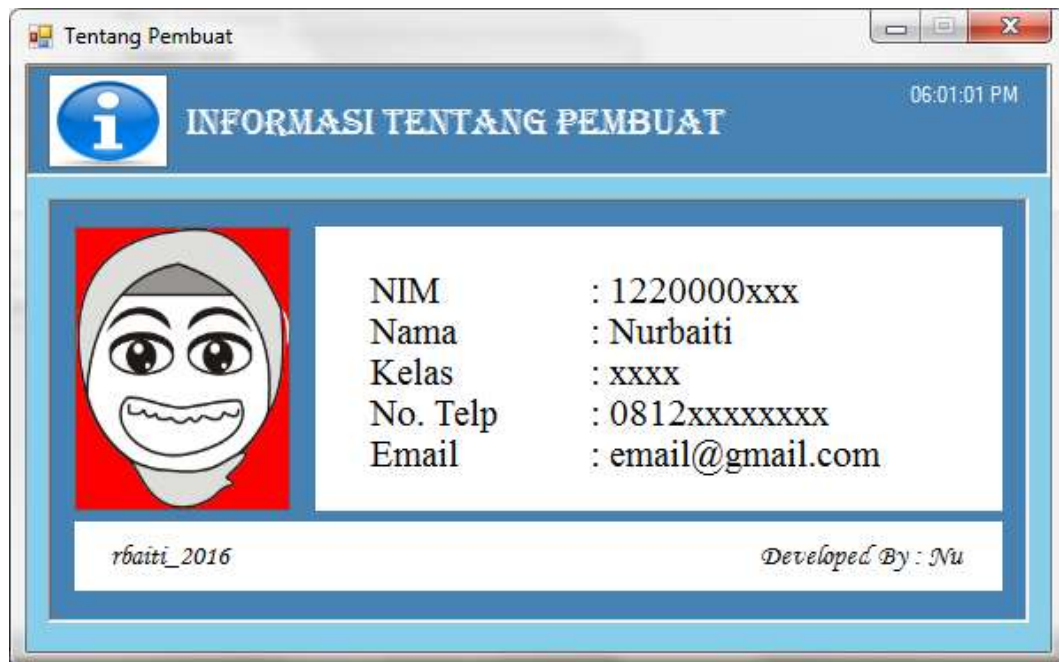 Tentang Pembuat
INFORMASI TENTANG PEMBUAT
06:01:01 PM
NIM : 1220000xxx
Nama : Nurbaiti
Kelas : xxxx
No. Telp : 0812xxxxxxxx
Email : email@gmail.com
rbaiti_2016
Developed By : Nu